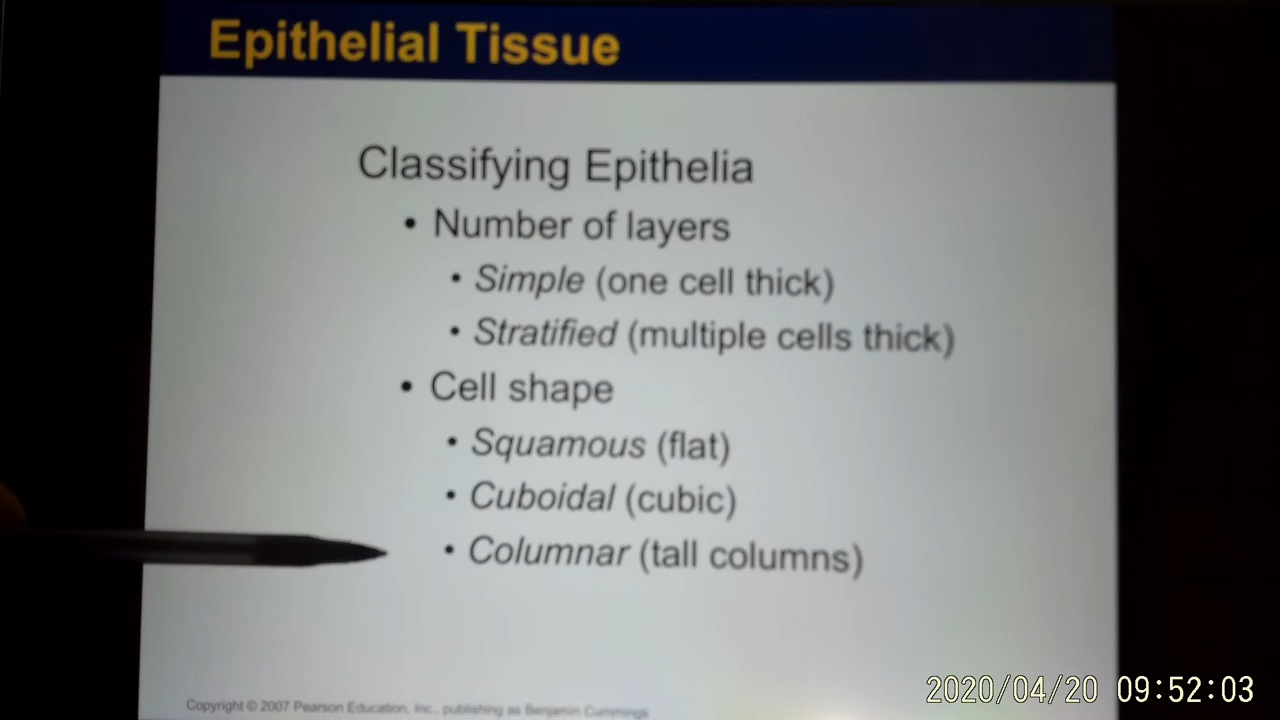 Epithelial Tissue
Classifying Epithelia
• Number of layers
• Simple (one cell thick)
• Stratified (multiple cells thick)
• Cell shape
• Squamous (flat)
• Cuboidal (cubic)
• Columnar (tall columns)
Copyright © 2007 Pearson Education, Inc., publishing as Benjamin Cummings
2020/04/20 09:52:03